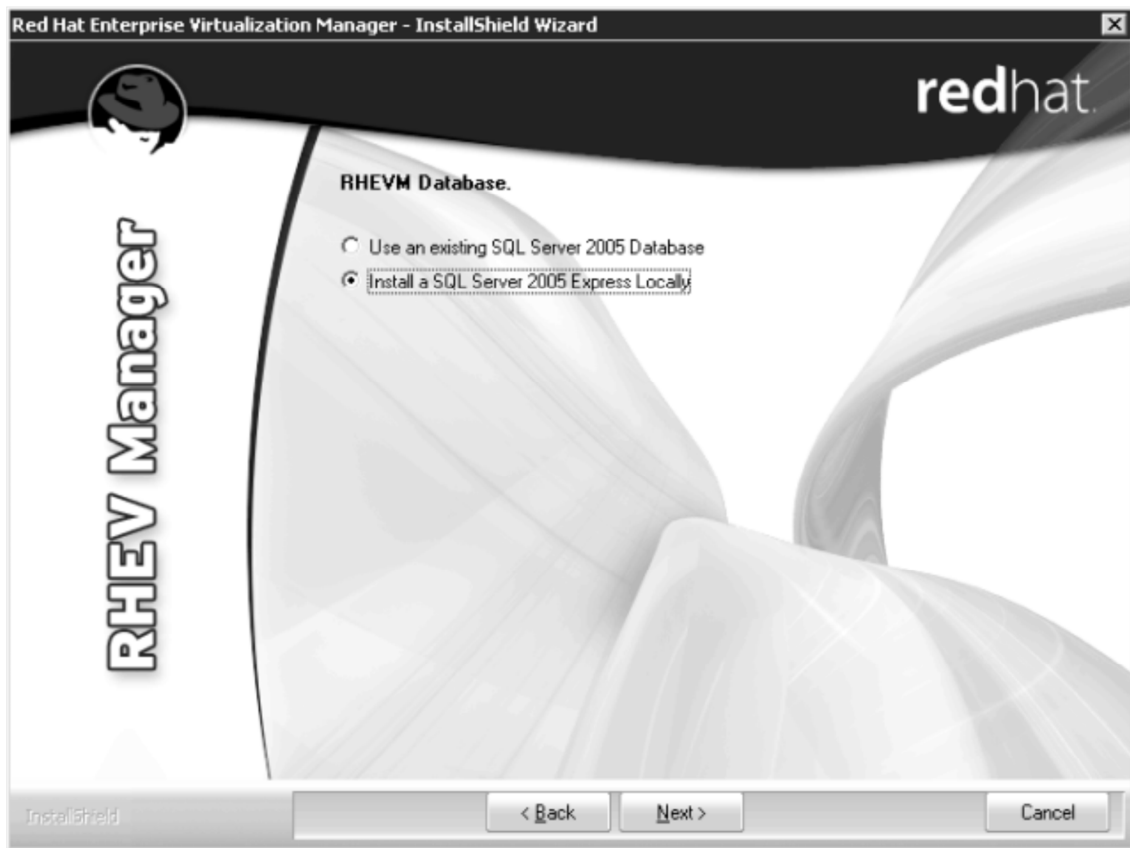 Red Hat Enterprise Virtualization Manager - InstallShield Wizard
redhat.
RHEV Manager
RHEVM Database.
Use an existing SQL Server 2005 Database
Install a SQL Server 2005 Express Locally
InstallShield
< Back
Next >
Cancel